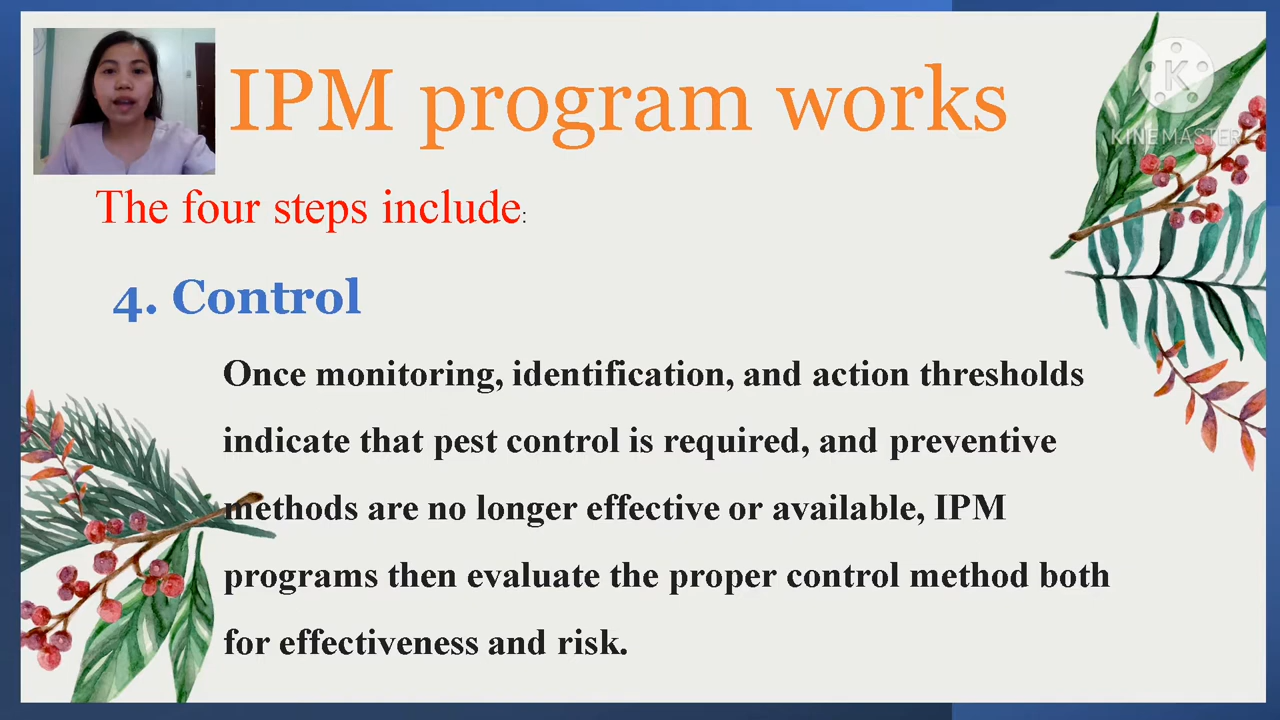 IPM program works
K
KINEMASTER
The four steps include:
4. Control
Once monitoring, identification, and action thresholds
indicate that pest control is required, and preventive
methods are no longer effective or available, IPM
programs then evaluate the proper control method both
for effectiveness and risk.